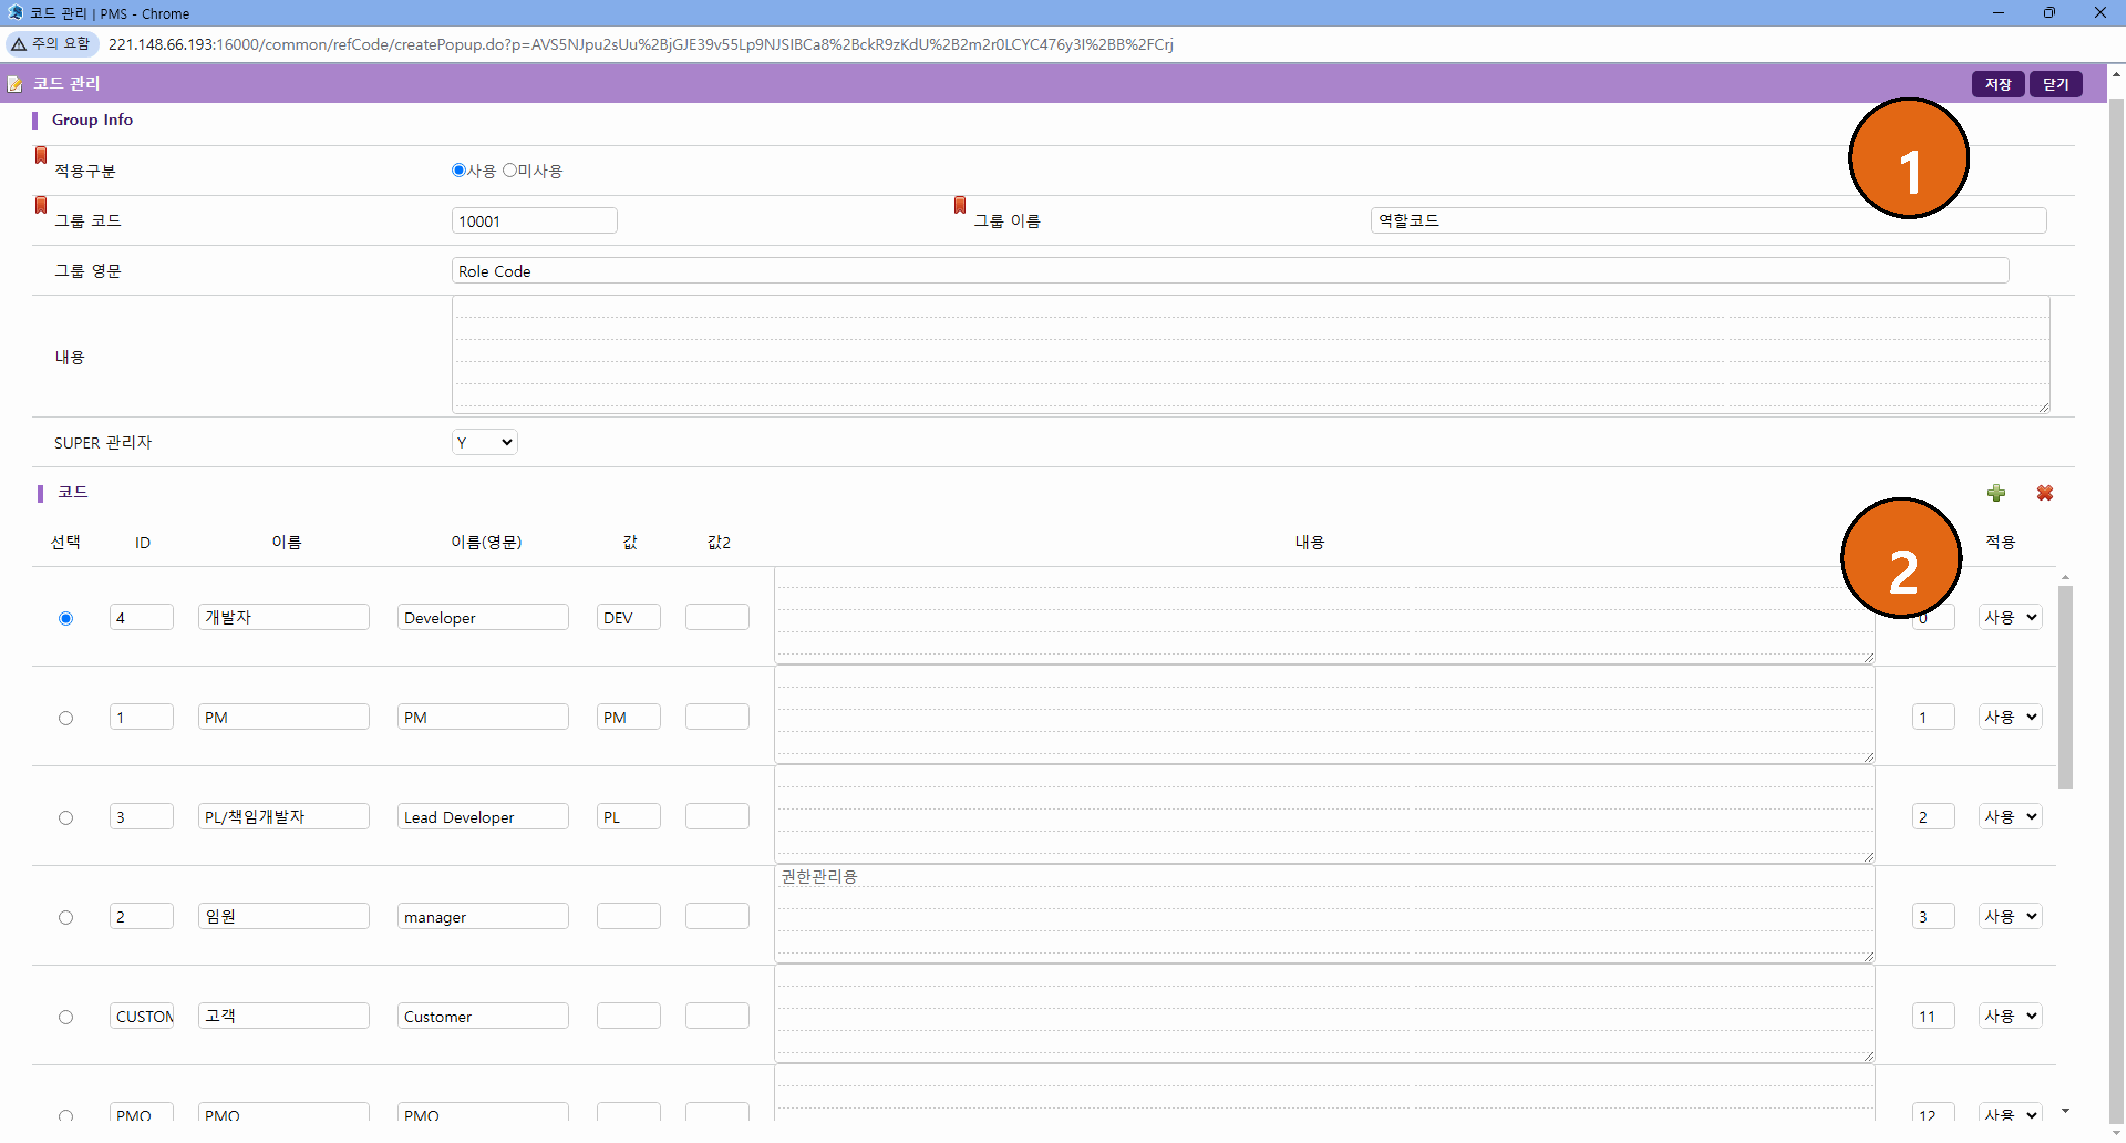 코드 관리 | PMS - Chrome
주의 요함 221.148.66.193:16000/common/refCode/createPopup.do?p=AVS5NJpu2sUu%2BjGJE39v55Lp9NJSIBCa8%2BckR9zKdU%2B2m2r0LCYC476y3I%2BB%2FCrj
코드 관리 저장 닫기
Group Info
1
적용구분 사용 미사용
그룹 코드 10001 그룹 이름 역할코드
그룹 영문 Role Code
내용
SUPER 관리자 Y
코드
선택 ID 이름 이름(영문) 값 값2 내용 적용
2
4 개발자 Developer DEV 0 사용
1 PM PM PM 1 사용
3 PL/책임개발자 Lead Developer PL 2 사용
2 임원 manager 권한관리용 3 사용
CUSTOM 고객 Customer 11 사용
PMO PMO PMO 12 사용